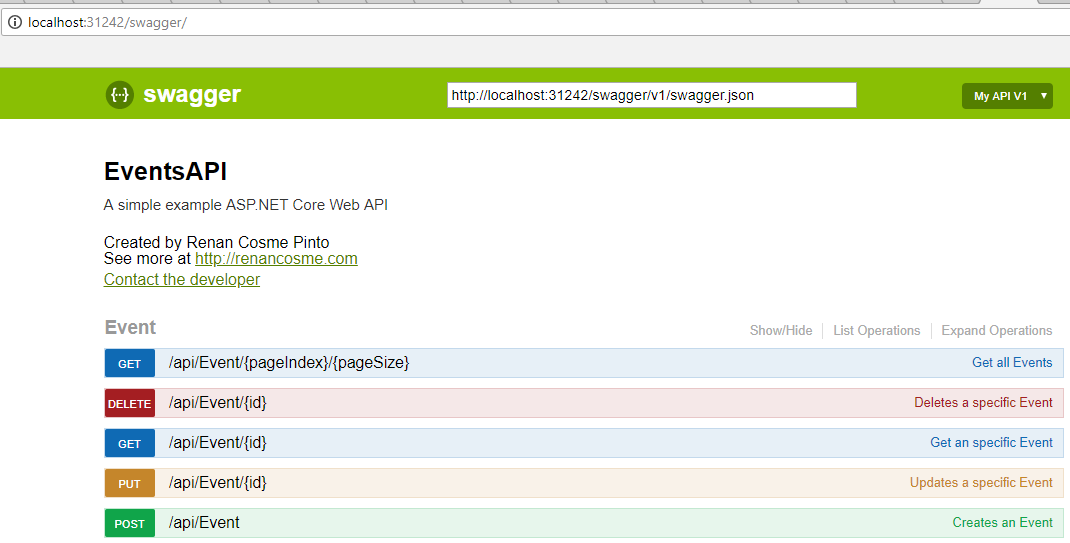 localhost:31242/swagger/
{··} swagger http://localhost:31242/swagger/v1/swagger.json My API V1
EventsAPI
A simple example ASP.NET Core Web API
Created by Renan Cosme Pinto
See more at http://renancosme.com
Contact the developer
Event Show/Hide List Operations Expand Operations
GET /api/Event/{pageIndex}/{pageSize} Get all Events
DELETE /api/Event/{id} Deletes a specific Event
GET /api/Event/{id} Get an specific Event
PUT /api/Event/{id} Updates a specific Event
POST /api/Event Creates an Event